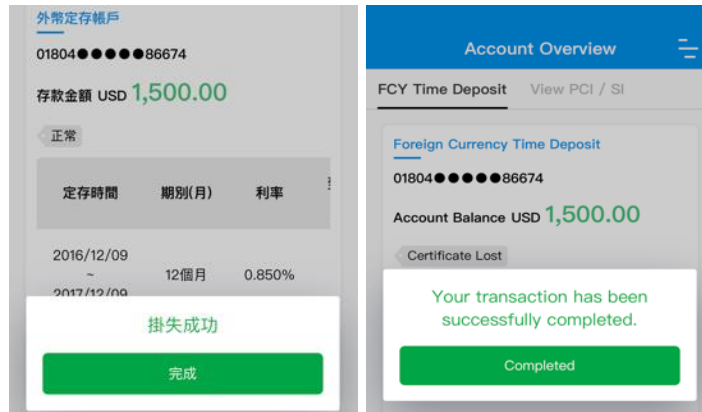 外幣定存帳戶
01804●●●●●86674
存款金額 USD 1,500.00
正常
定存時間 期別(月) 利率
2016/12/09
~
2017/12/09
12個月 0.850%
掛失成功
完成
Account Overview
FCY Time Deposit View PCI / SI
Foreign Currency Time Deposit
01804●●●●●86674
Account Balance USD 1,500.00
Certificate Lost
Your transaction has been
successfully completed.
Completed